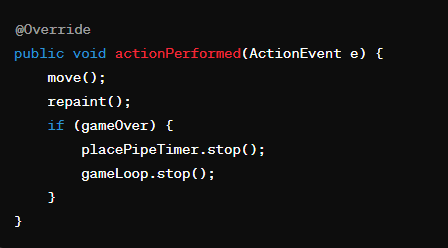 @Override
public void actionPerformed(ActionEvent e) {
    move();
    repaint();
    if (gameOver) {
        placePipeTimer.stop();
        gameLoop.stop();
    }
}